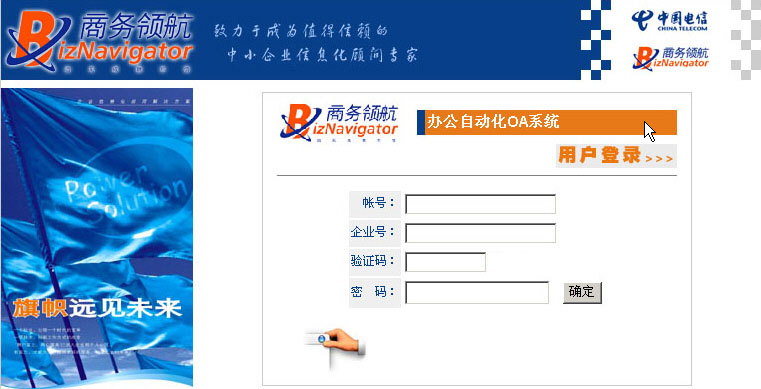 商务领航
BizNavigator
致力于成为值得信赖的
中小企业信息化顾问专家
中国电信
CHINA TELECOM
商务领航
BizNavigator
Power
Solution
旗帜远见未来
商务领航
BizNavigator
办公自动化OA系统
用户登录 >>>
帐号：
企业号：
验证码：
密 码：
确定